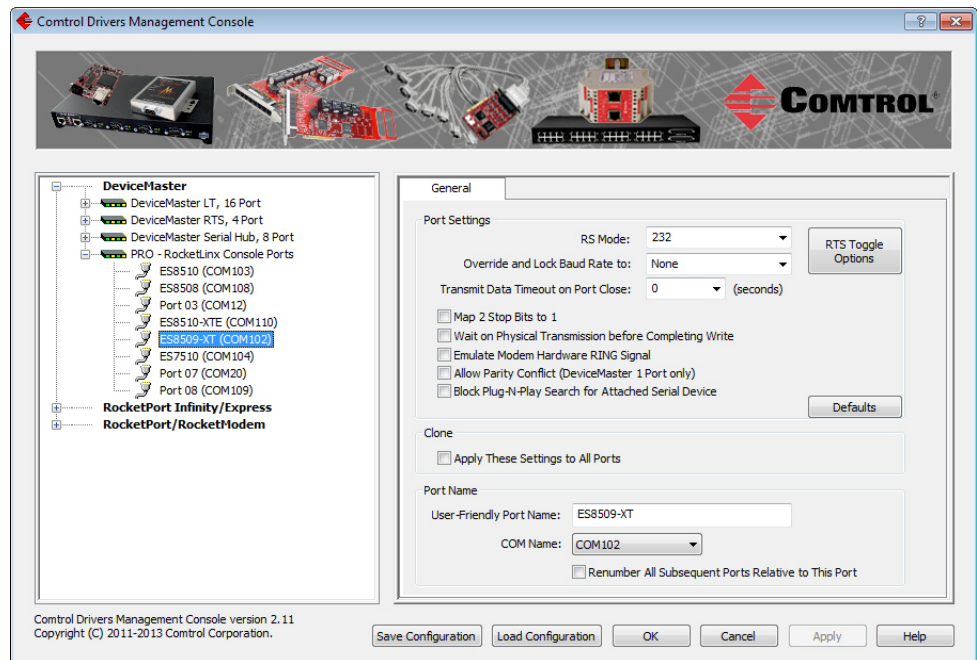 Comtrol Drivers Management Console
COMTROL
DeviceMaster
DeviceMaster LT, 16 Port
DeviceMaster RTS, 4 Port
DeviceMaster Serial Hub, 8 Port
PRO - RocketLinx Console Ports
ES8510 (COM103)
ES8508 (COM108)
Port 03 (COM12)
ES8510-XTE (COM110)
ES8509-XT (COM102)
ES7510 (COM104)
Port 07 (COM20)
Port 08 (COM109)
RocketPort Infinity/Express
RocketPort/RocketModem
General
Port Settings
RS Mode: 232
RTS Toggle
Options
Override and Lock Baud Rate to: None
Transmit Data Timeout on Port Close: 0 (seconds)
Map 2 Stop Bits to 1
Wait on Physical Transmission before Completing Write
Emulate Modem Hardware RING Signal
Allow Parity Conflict (DeviceMaster 1 Port only)
Block Plug-N-Play Search for Attached Serial Device
Defaults
Clone
Apply These Settings to All Ports
Port Name
User-Friendly Port Name: ES8509-XT
COM Name: COM102
Renumber All Subsequent Ports Relative to This Port
Comtrol Drivers Management Console version 2.11
Copyright (C) 2011-2013 Comtrol Corporation.
Save Configuration Load Configuration OK Cancel Apply Help